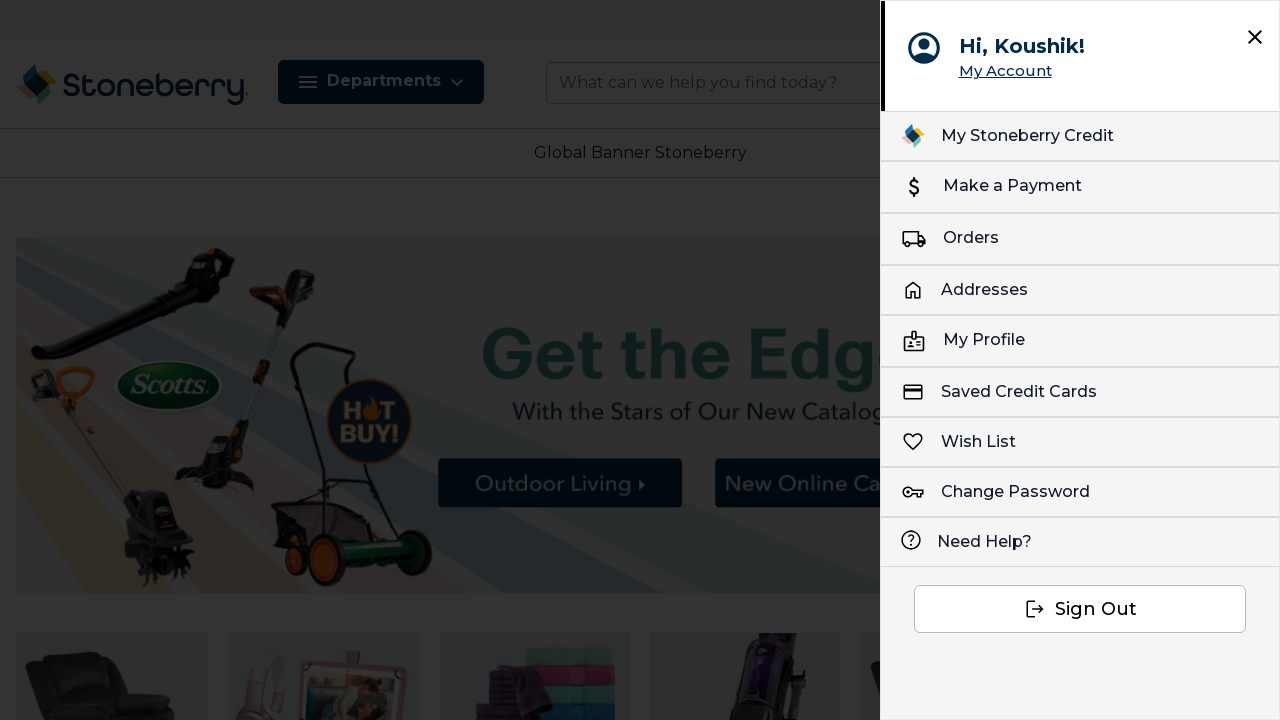 Stoneberry
Departments
What can we help you find today?
Global Banner Stoneberry
Scotts
HOT
BUY!
Get the Edge
With the Stars of Our New Catalog
Outdoor Living
New Online Ca
Hi, Koushik!
My Account
My Stoneberry Credit
Make a Payment
Orders
Addresses
My Profile
Saved Credit Cards
Wish List
Change Password
Need Help?
Sign Out